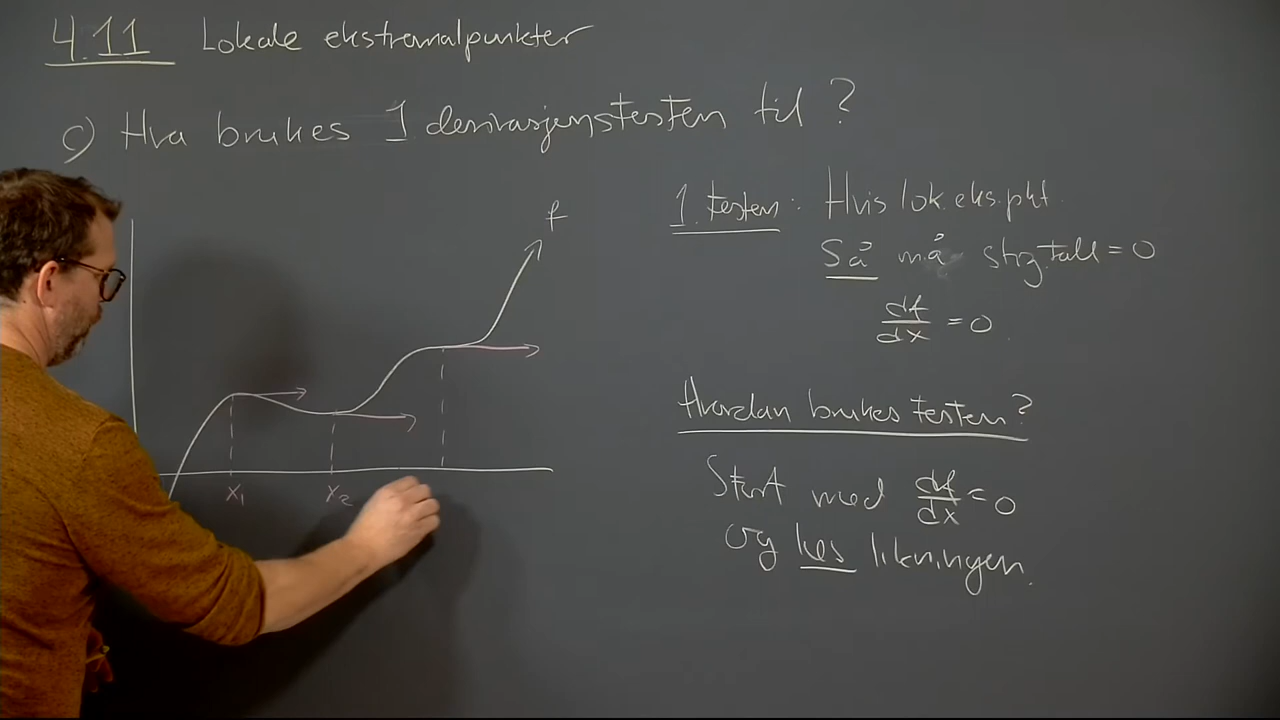 4.11 Lokale ekstremalpunkter
c) Hva brukes 1 derivasjonstesten til ?
f
x1
x2
1. testen: Hvis lok.eks.pkt.
Så må stig.tall = 0
df/dx = 0
Hvordan brukes testen?
Start med df/dx = 0
og løs likningen.